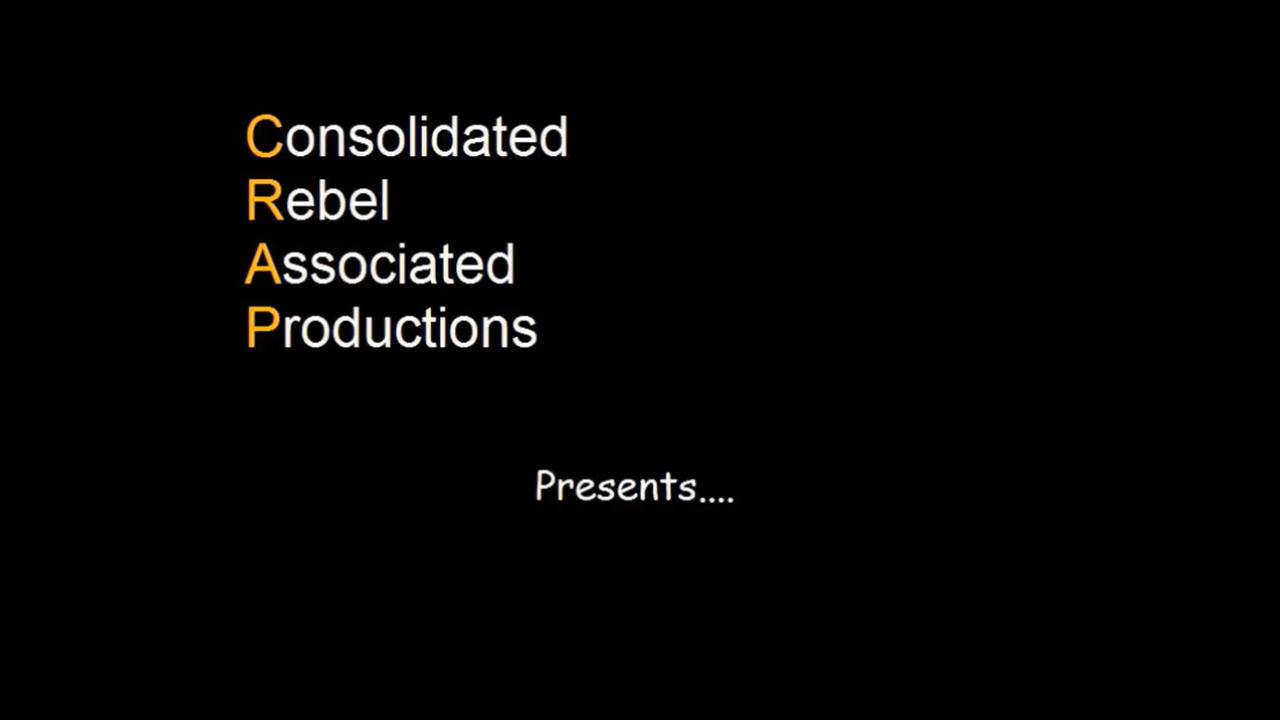 Consolidated
Rebel
Associated
Productions
Presents....